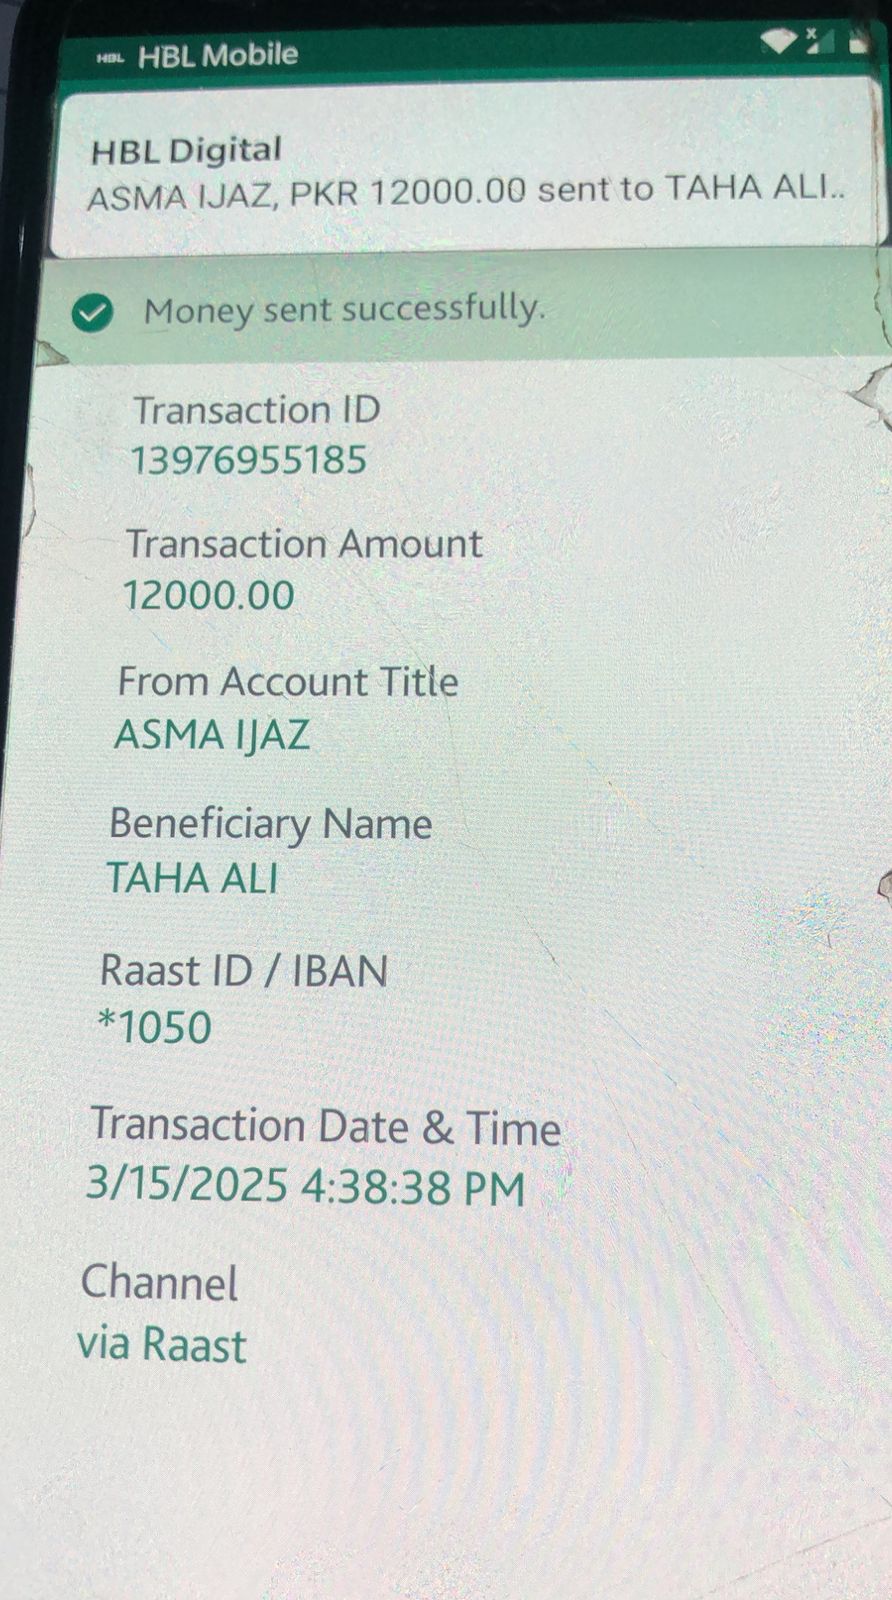 HBL HBL Mobile
HBL Digital
ASMA IJAZ, PKR 12000.00 sent to TAHA ALI..
Money sent successfully.
Transaction ID
13976955185
Transaction Amount
12000.00
From Account Title
ASMA IJAZ
Beneficiary Name
TAHA ALI
Raast ID / IBAN
*1050
Transaction Date & Time
3/15/2025 4:38:38 PM
Channel
via Raast